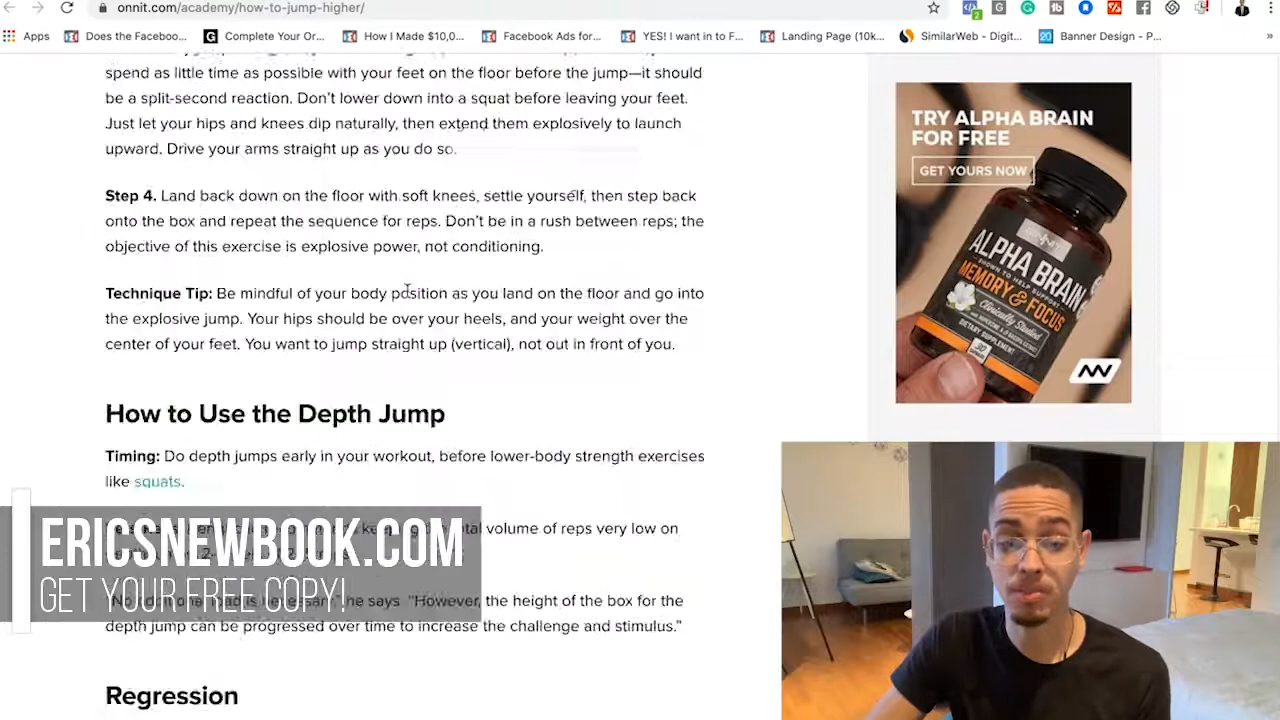 onnit.com/academy/how-to-jump-higher/
Apps
Does the Faceboo...
Complete Your Or...
How I Made $10,0...
Facebook Ads for...
YES! I want in to F...
Landing Page (10k...
SimilarWeb - Digit...
Banner Design - P...
spend as little time as possible with your feet on the floor before the jump—it should
be a split-second reaction. Don't lower down into a squat before leaving your feet.
Just let your hips and knees dip naturally, then extend them explosively to launch
upward. Drive your arms straight up as you do so.
Step 4. Land back down on the floor with soft knees, settle yourself, then step back
onto the box and repeat the sequence for reps. Don't be in a rush between reps; the
objective of this exercise is explosive power, not conditioning.
Technique Tip: Be mindful of your body position as you land on the floor and go into
the explosive jump. Your hips should be over your heels, and your weight over the
center of your feet. You want to jump straight up (vertical), not out in front of you.
How to Use the Depth Jump
Timing: Do depth jumps early in your workout, before lower-body strength exercises
like squats.
volume of reps very low on
he says "However, the height of the box for the
depth jump can be progressed over time to increase the challenge and stimulus."
Regression
TRY ALPHA BRAIN
FOR FREE
GET YOURS NOW
ONNIT
ALPHA BRAIN
SHOWN TO HELP SUPPORT
MEMORY & FOCUS
Clinically Studied
DIETARY SUPPLEMENT
30
ERICSNEWBOOK.COM
GET YOUR FREE COPY!